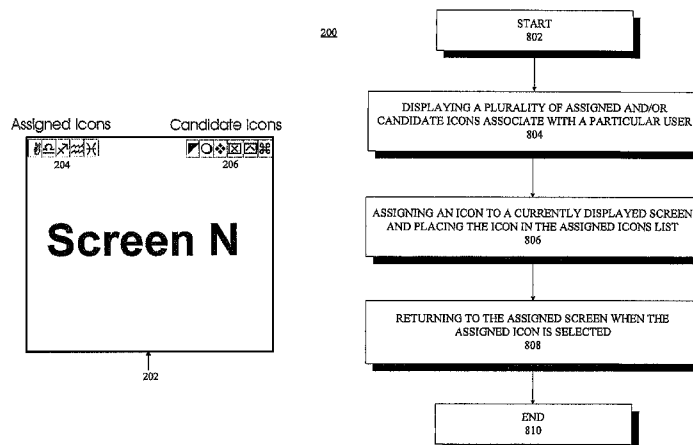 200
Assigned Icons
Candidate Icons
204
206
Screen N
202
START
802
DISPLAYING A PLURALITY OF ASSIGNED AND/OR
CANDIDATE ICONS ASSOCIATE WITH A PARTICULAR USER
804
ASSIGNING AN ICON TO A CURRENTLY DISPLAYED SCREEN
AND PLACING THE ICON IN THE ASSIGNED ICONS LIST
806
RETURNING TO THE ASSIGNED SCREEN WHEN THE
ASSIGNED ICON IS SELECTED
808
END
810